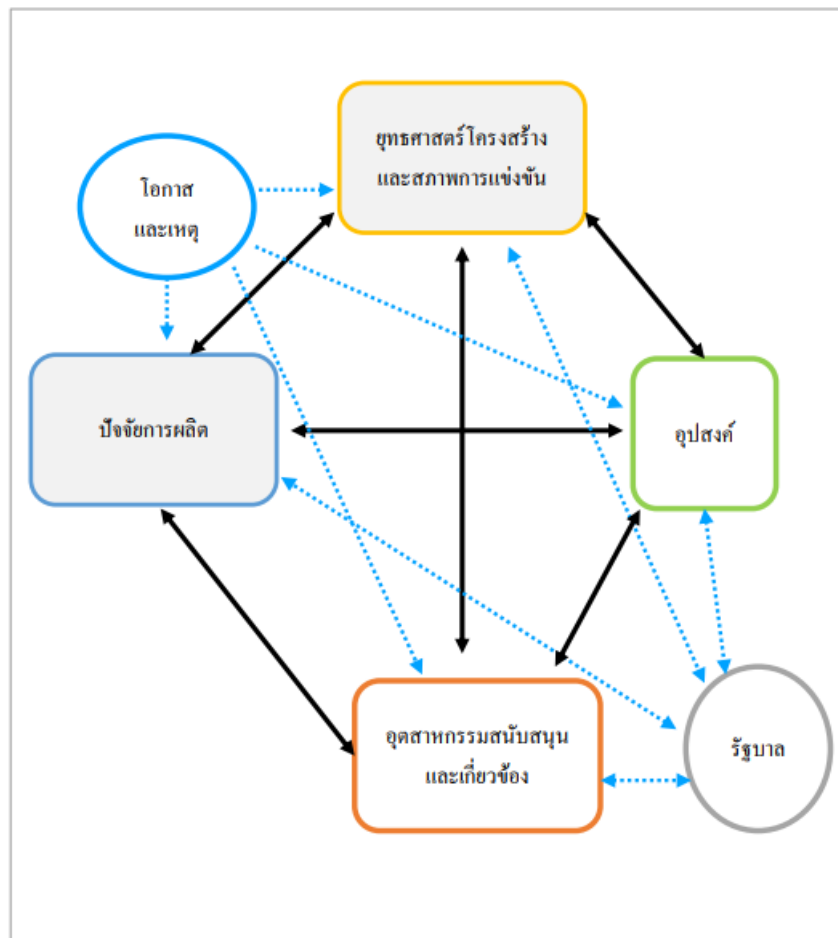 ยุทธศาสตร์โครงสร้าง
และสภาพการแข่งขัน
โอกาส
และเหตุ
ปัจจัยการผลิต
อุปสงค์
อุตสาหกรรมสนับสนุน
และเกี่ยวข้อง
รัฐบาล